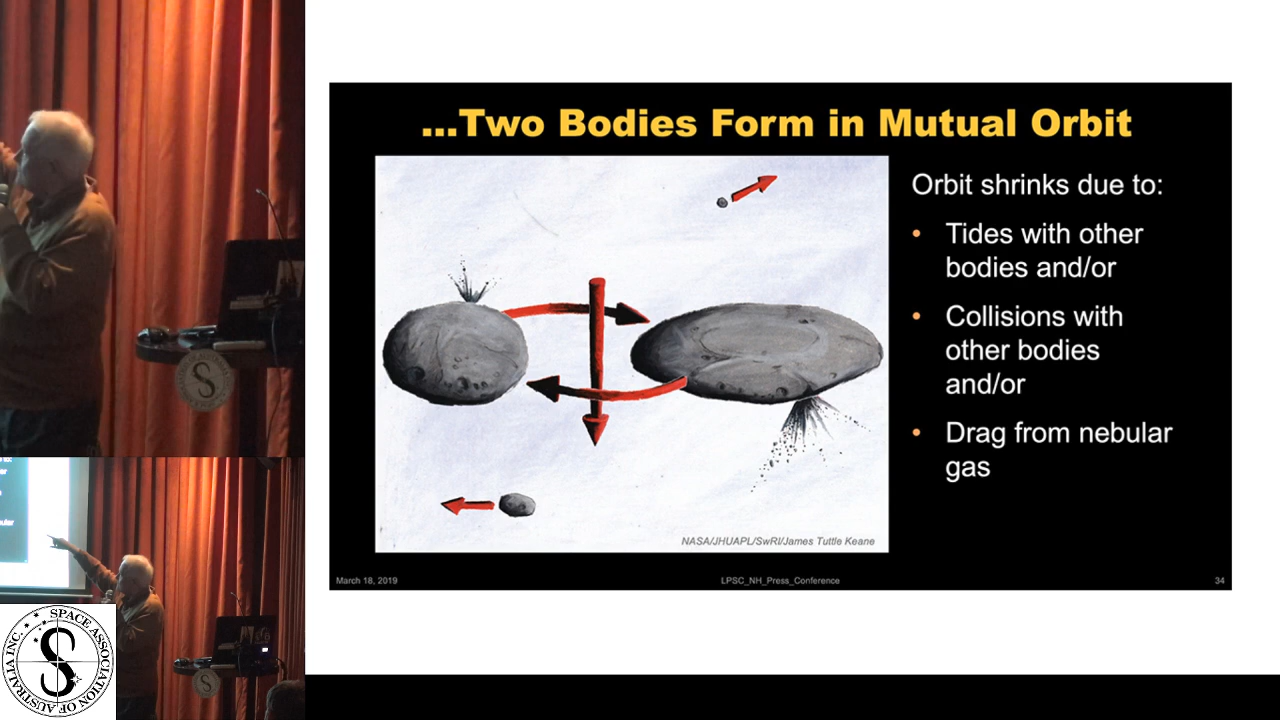 ...Two Bodies Form in Mutual Orbit
Orbit shrinks due to:
• Tides with other
bodies and/or
• Collisions with
other bodies
and/or
• Drag from nebular
gas
NASA/JHUAPL/SwRI/James Tuttle Keane
March 18, 2019
LPSC_NH_Press_Conference
34
SPACE ASSOCIATION OF AUSTRALIA INC.
S